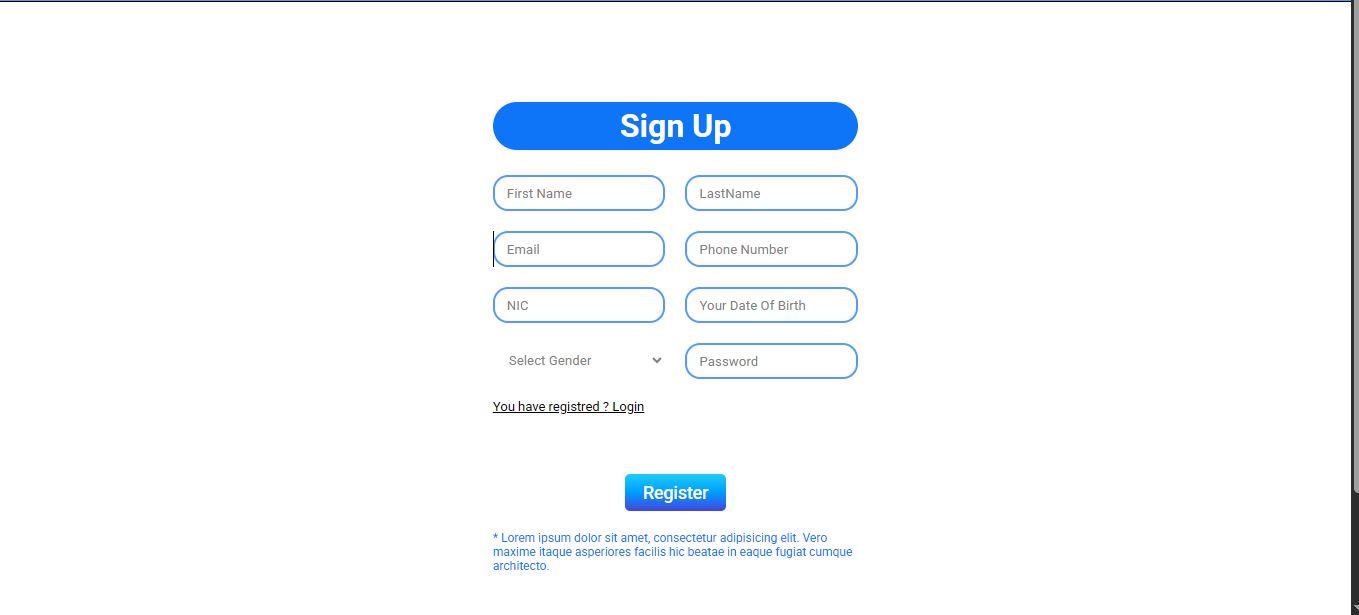 Sign Up
First Name
LastName
Email
Phone Number
NIC
Your Date Of Birth
Select Gender
Password
You have registred ? Login
Register
* Lorem ipsum dolor sit amet, consectetur adipisicing elit. Vero
maxime itaque asperiores facilis hic beatae in eaque fugiat cumque
architecto.